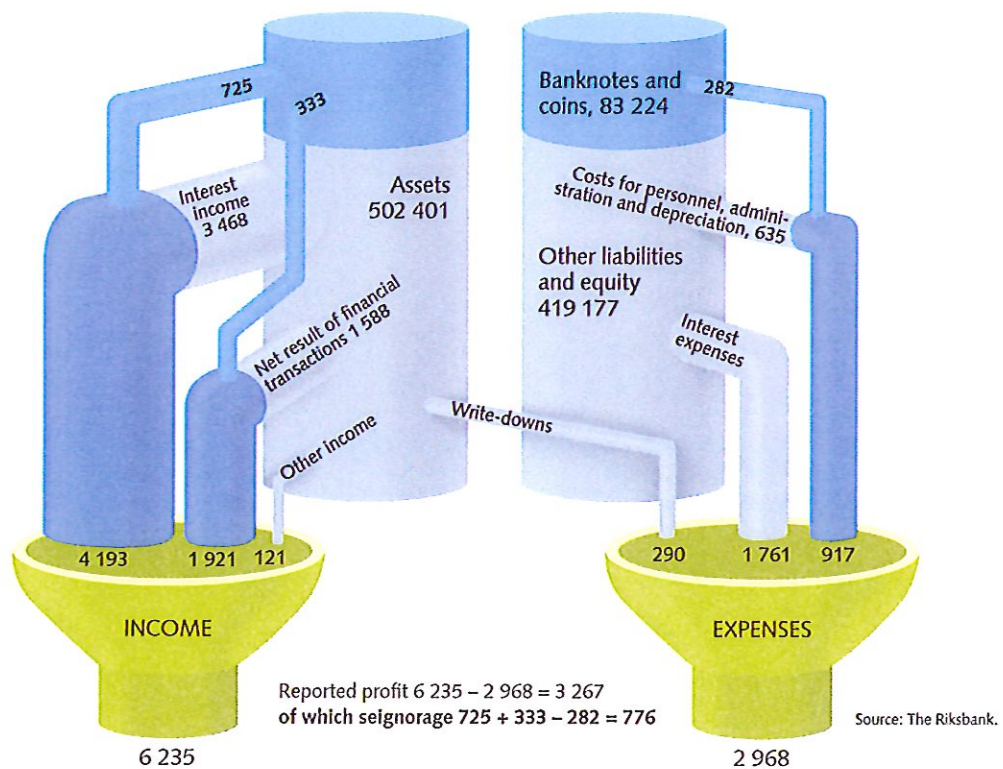 725
333
Interest
income
3 468
Assets
502 401
Net result of financial
transactions 1 588
Other income
Banknotes and
coins, 83 224
282
Costs for personnel, admini-
stration and depreciation, 635
Other liabilities
and equity
419 177
Interest
expenses
Write-downs
4 193
1 921
121
INCOME
6 235
290
1 761
917
EXPENSES
2 968
Reported profit 6 235 – 2 968 = 3 267
of which seignorage 725 + 333 – 282 = 776
Source: The Riksbank.